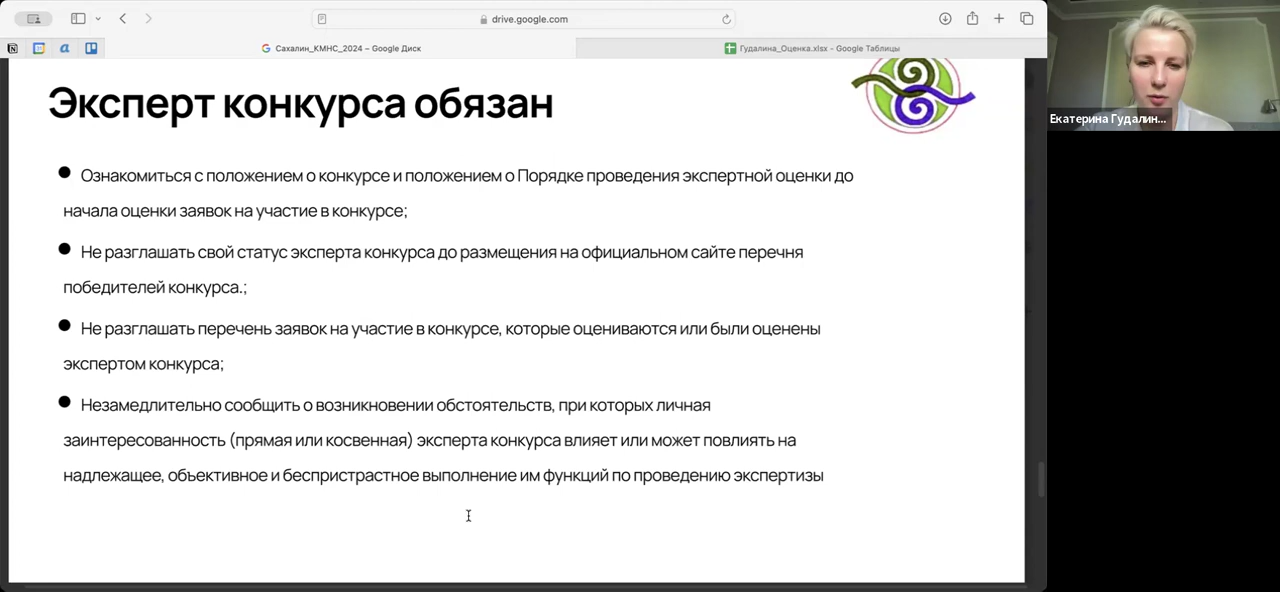 drive.google.com
Сахалин_КМНС_2024 – Google Диск
Гудалина_Оценка.xlsx - Google Таблицы
Эксперт конкурса обязан
Ознакомиться с положением о конкурсе и положением о Порядке проведения экспертной оценки до
начала оценки заявок на участие в конкурсе;
Не разглашать свой статус эксперта конкурса до размещения на официальном сайте перечня
победителей конкурса.;
Не разглашать перечень заявок на участие в конкурсе, которые оцениваются или были оценены
экспертом конкурса;
Незамедлительно сообщить о возникновении обстоятельств, при которых личная
заинтересованность (прямая или косвенная) эксперта конкурса влияет или может повлиять на
надлежащее, объективное и беспристрастное выполнение им функций по проведению экспертизы
Екатерина Гудалин...